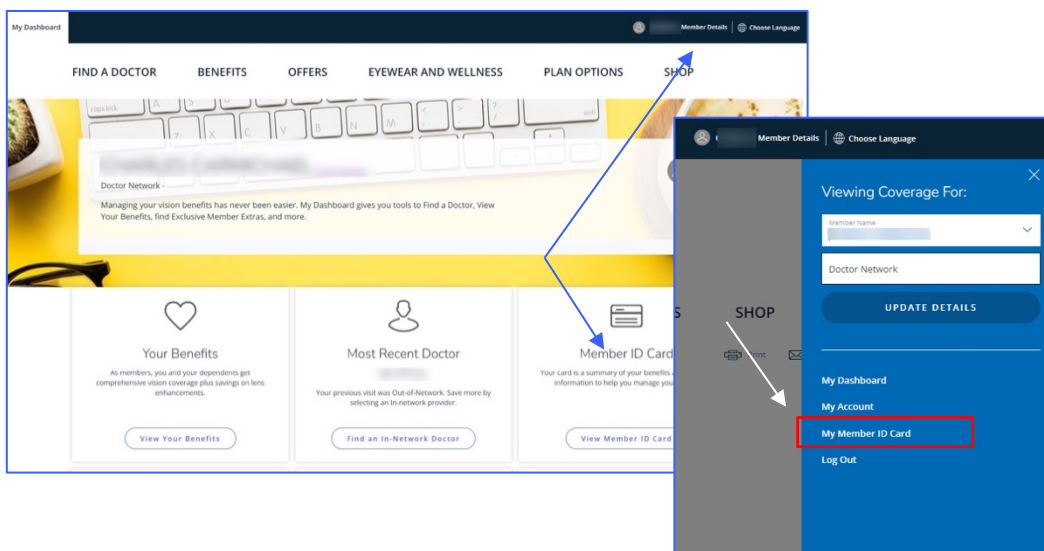 My Dashboard
Member Details | Choose Language
FIND A DOCTOR BENEFITS OFFERS EYEWEAR AND WELLNESS PLAN OPTIONS SHOP
Doctor Network -
Managing your vision benefits has never been easier. My Dashboard gives you tools to Find a Doctor, View
Your Benefits, find Exclusive Member Extras, and more.
Your Benefits
As members, you and your dependents get
comprehensive vision coverage plus savings on lens
enhancements.
View Your Benefits
Most Recent Doctor
Your previous visit was Out-of-Network. Save more by
selecting an In-network provider.
Find an In-Network Doctor
Member ID Card
Your card is a summary of your benefits
information to help you manage you
View Member ID Card
Member Details | Choose Language
S SHOP
Print
Viewing Coverage For:
Member Name
Doctor Network
UPDATE DETAILS
My Dashboard
My Account
My Member ID Card
Log Out